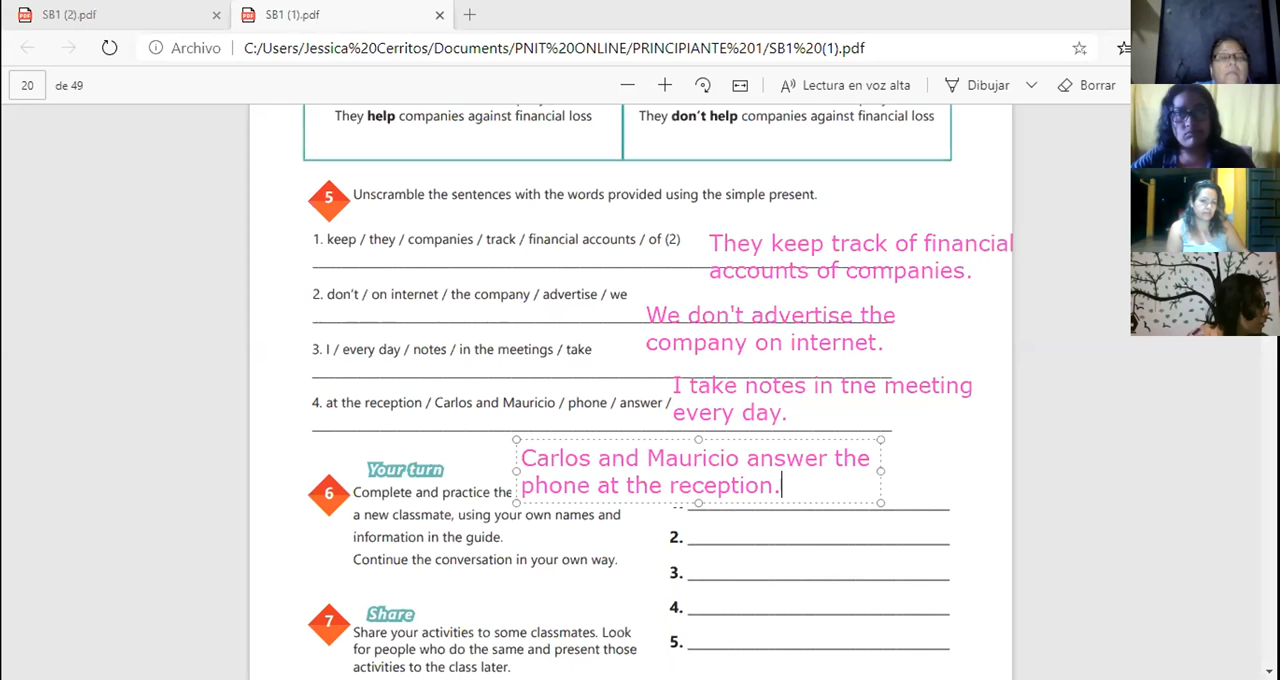 SB1 (2).pdf
SB1 (1).pdf
Archivo
C:/Users/Jessica%20Cerritos/Documents/PNIT%20ONLINE/PRINCIPIANTE%201/SB1%20(1).pdf
20 de 49
Lectura en voz alta
Dibujar
Borrar
They help companies against financial loss
They don't help companies against financial loss
5 Unscramble the sentences with the words provided using the simple present.
1. keep / they / companies / track / financial accounts / of (2)
They keep track of financial
accounts of companies.
2. don't / on internet / the company / advertise / we
We don't advertise the
company on internet.
3. I / every day / notes / in the meetings / take
I take notes in the meeting
every day.
4. at the reception / Carlos and Mauricio / phone / answer /
Carlos and Mauricio answer the
phone at the reception.
Your turn
6 Complete and practice the
a new classmate, using your own names and
information in the guide.
Continue the conversation in your own way.
2.
3.
4.
5.
Share
7 Share your activities to some classmates. Look
for people who do the same and present those
activities to the class later.